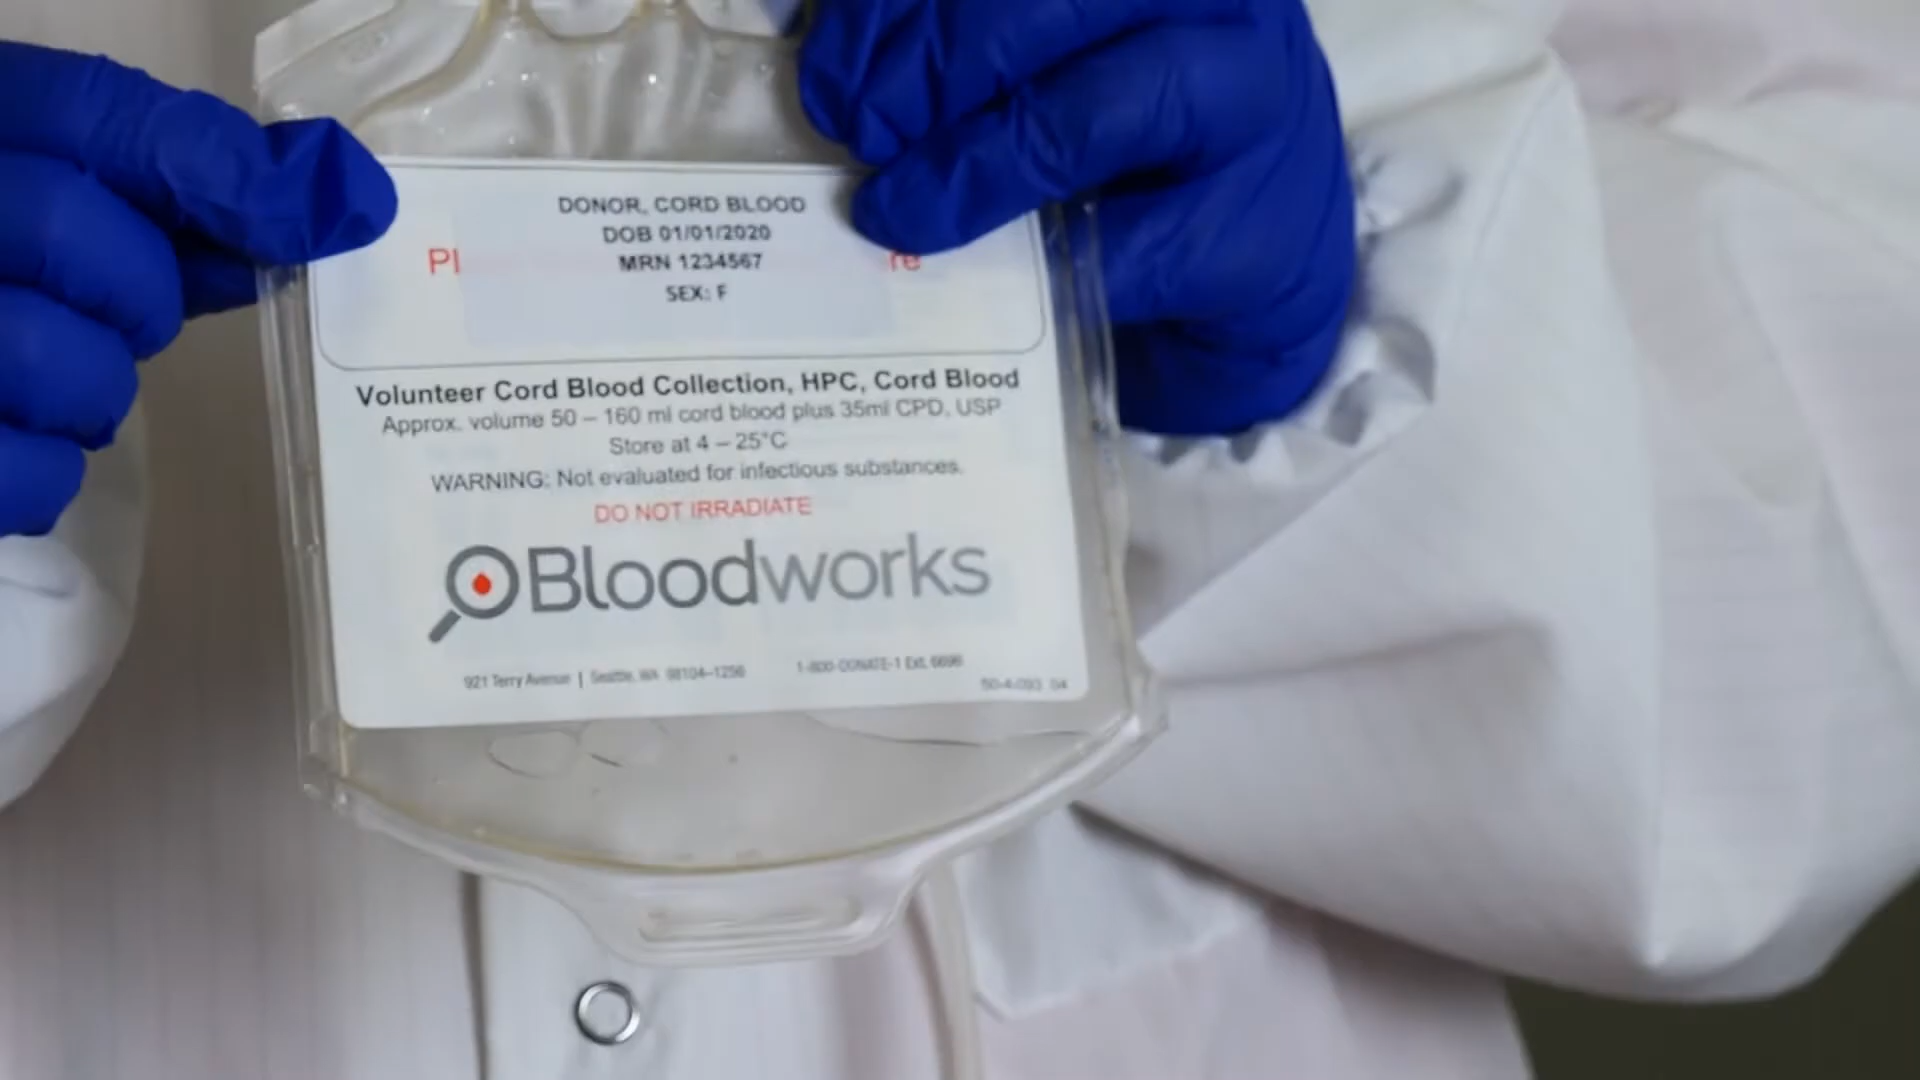 DONOR, CORD BLOOD
DOB 01/01/2020
Pl MRN 1234567 re
SEX: F
Volunteer Cord Blood Collection, HPC, Cord Blood
Approx. volume 50 – 160 ml cord blood plus 35ml CPD, USP
Store at 4 – 25°C
WARNING: Not evaluated for infectious substances.
DO NOT IRRADIATE
Bloodworks
921 Terry Avenue | Seattle, WA 98104–1256 1-800-DONATE-1 Ext. 6696